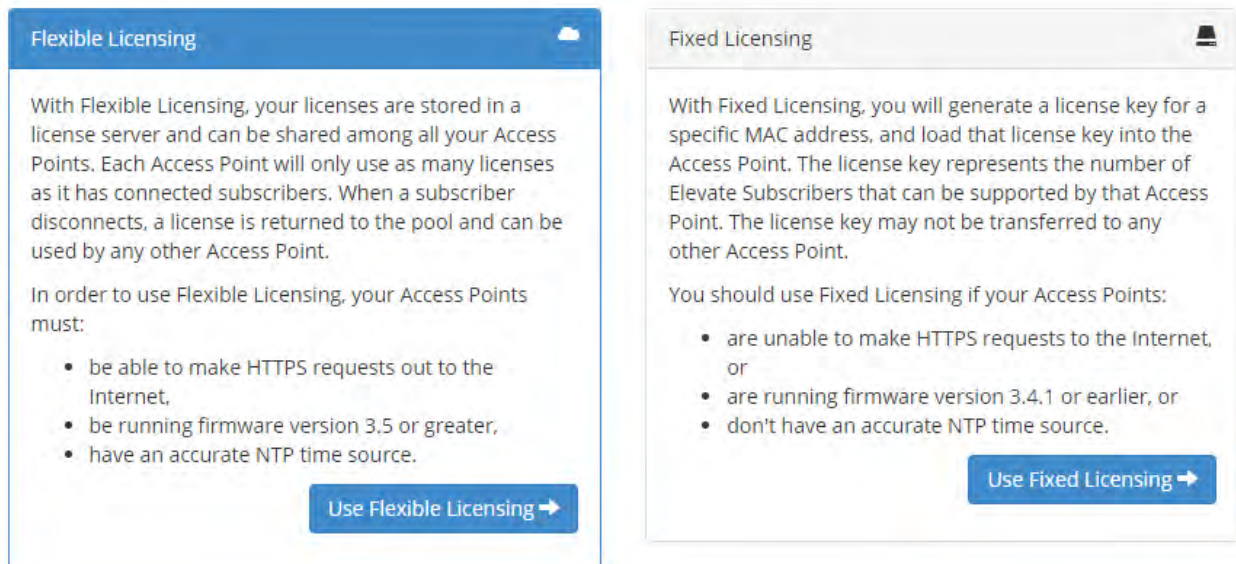 Flexible Licensing
With Flexible Licensing, your licenses are stored in a
license server and can be shared among all your Access
Points. Each Access Point will only use as many licenses
as it has connected subscribers. When a subscriber
disconnects, a license is returned to the pool and can be
used by any other Access Point.
In order to use Flexible Licensing, your Access Points
must:
• be able to make HTTPS requests out to the
Internet,
• be running firmware version 3.5 or greater,
• have an accurate NTP time source.
Use Flexible Licensing
Fixed Licensing
With Fixed Licensing, you will generate a license key for a
specific MAC address, and load that license key into the
Access Point. The license key represents the number of
Elevate Subscribers that can be supported by that Access
Point. The license key may not be transferred to any
other Access Point.
You should use Fixed Licensing if your Access Points:
• are unable to make HTTPS requests to the Internet,
or
• are running firmware version 3.4.1 or earlier, or
• don't have an accurate NTP time source.
Use Fixed Licensing